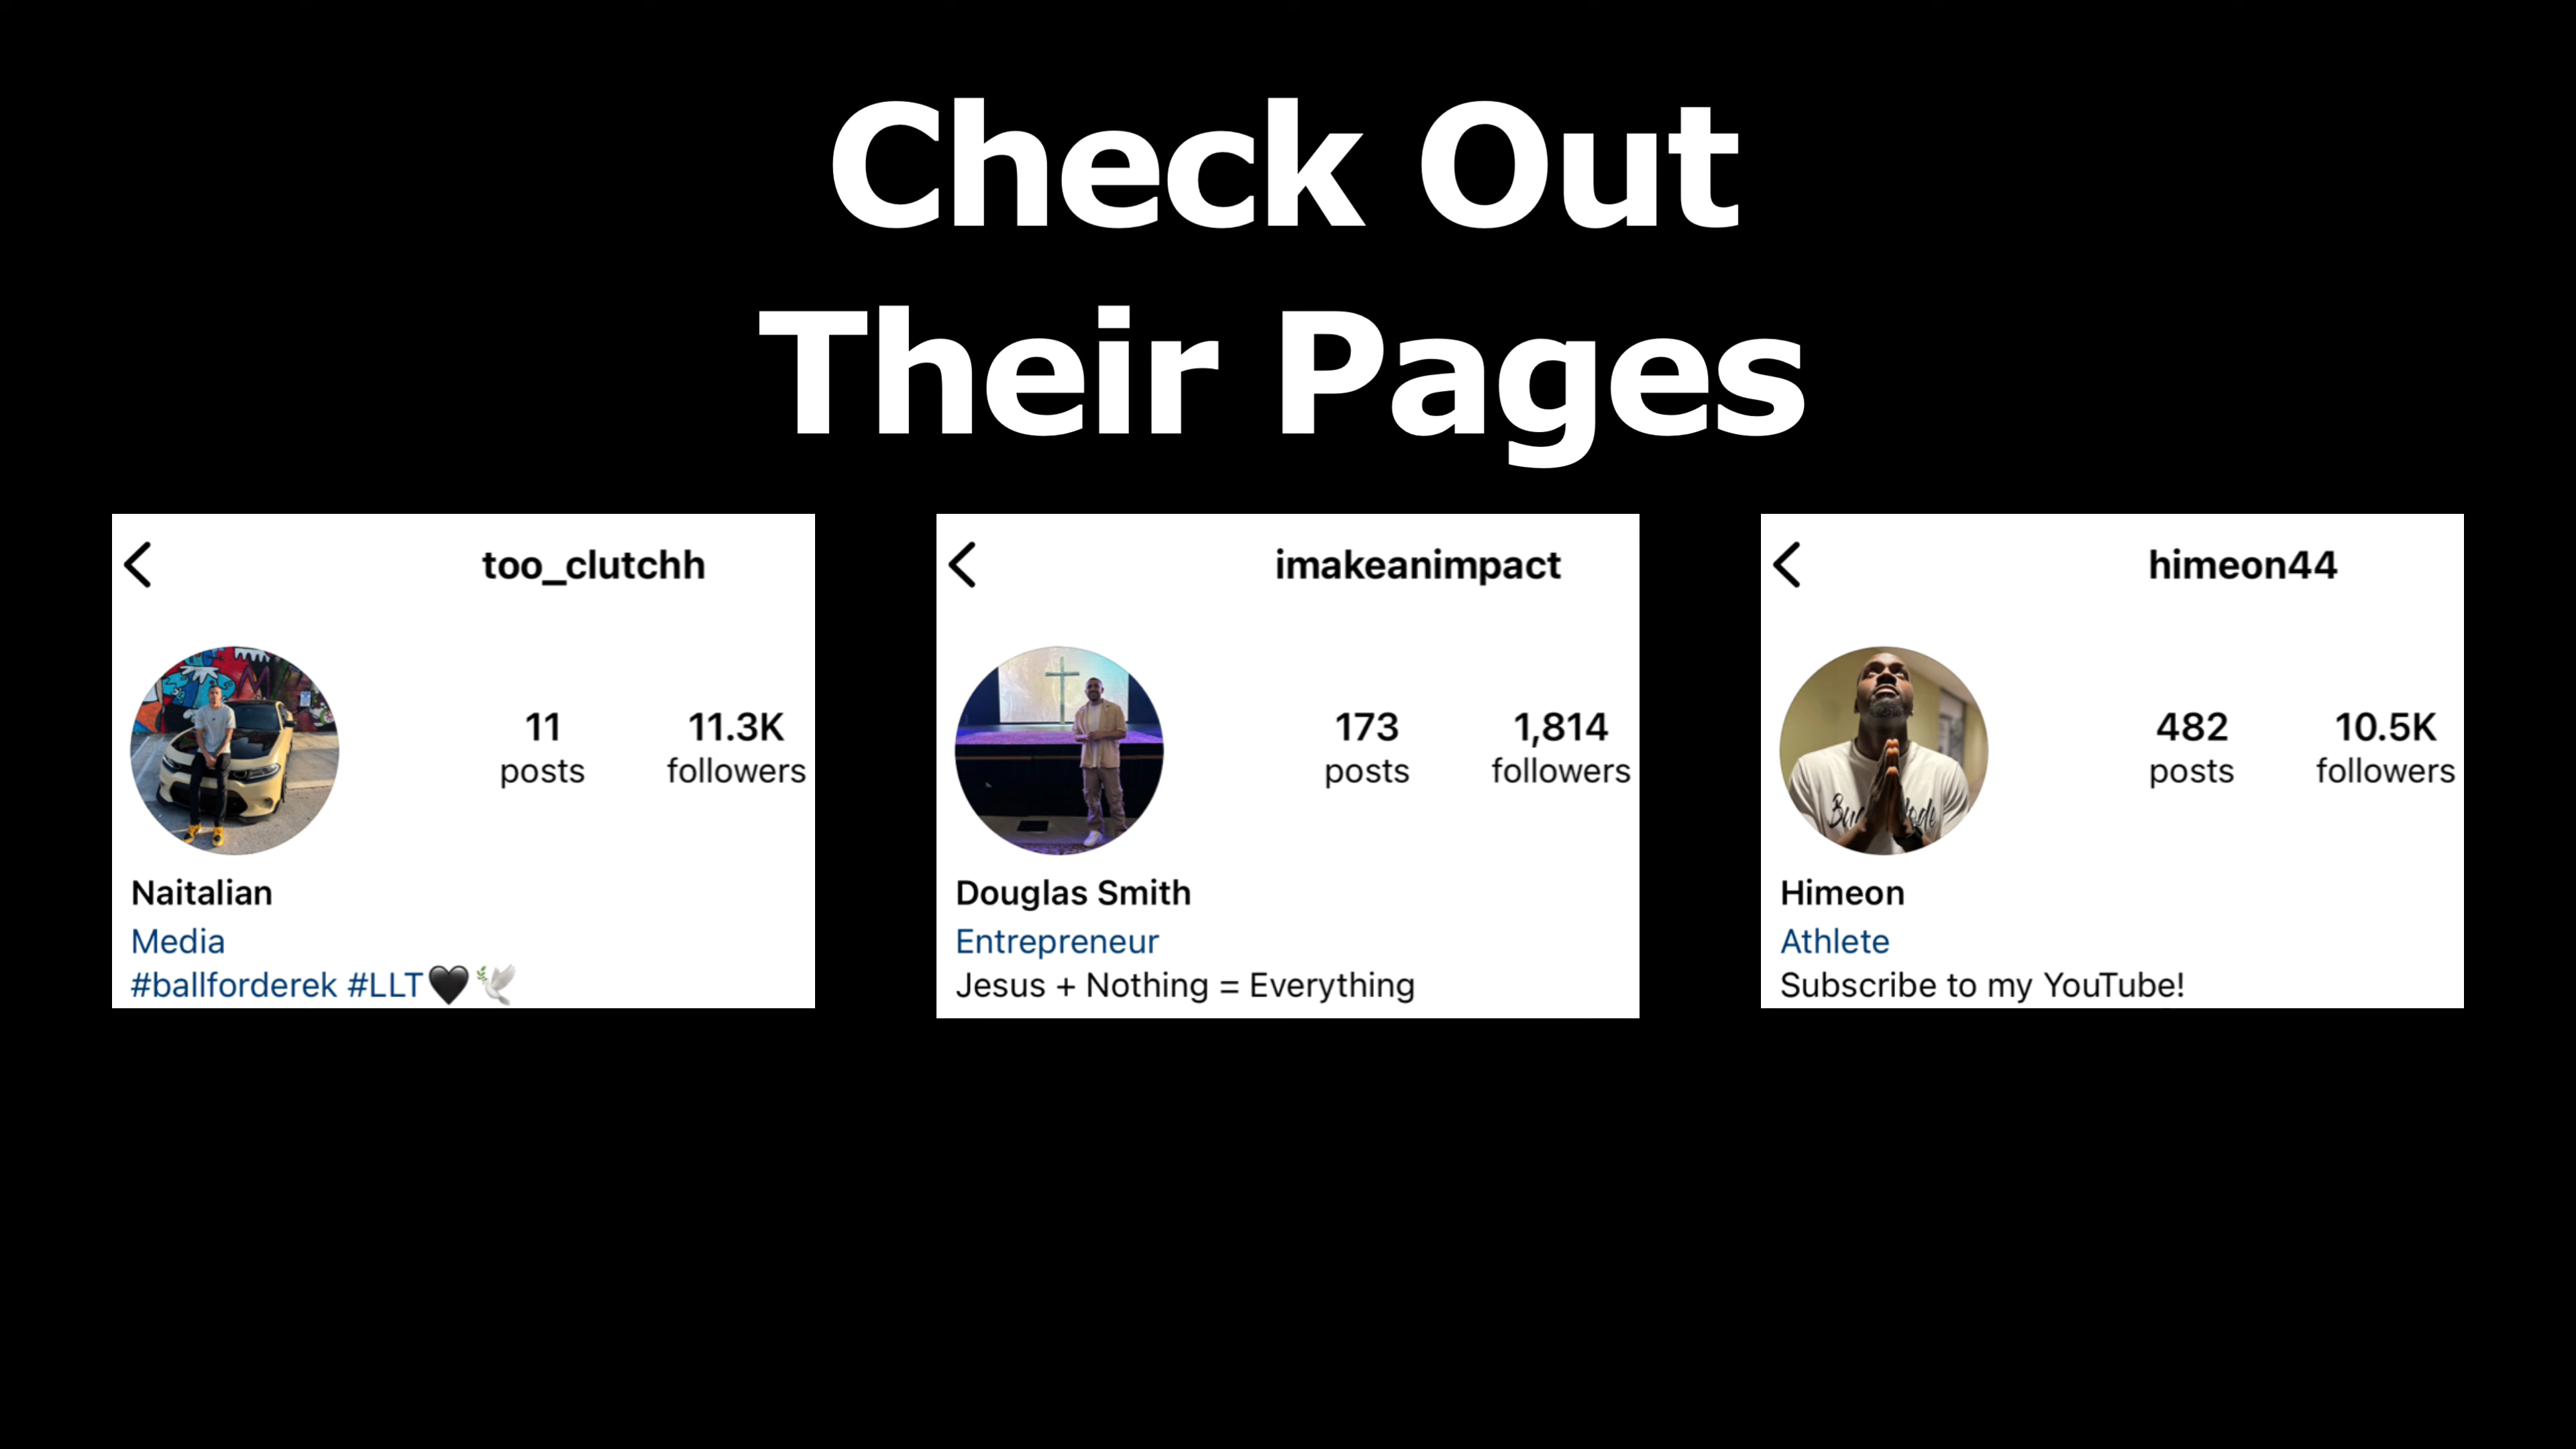 Check Out
Their Pages
too_clutchh
11 posts
11.3K followers
Naitalian
Media
#ballforderek #LLT🖤🕊️
imakeanimpact
173 posts
1,814 followers
Douglas Smith
Entrepreneur
Jesus + Nothing = Everything
himeon44
482 posts
10.5K followers
Himeon
Athlete
Subscribe to my YouTube!